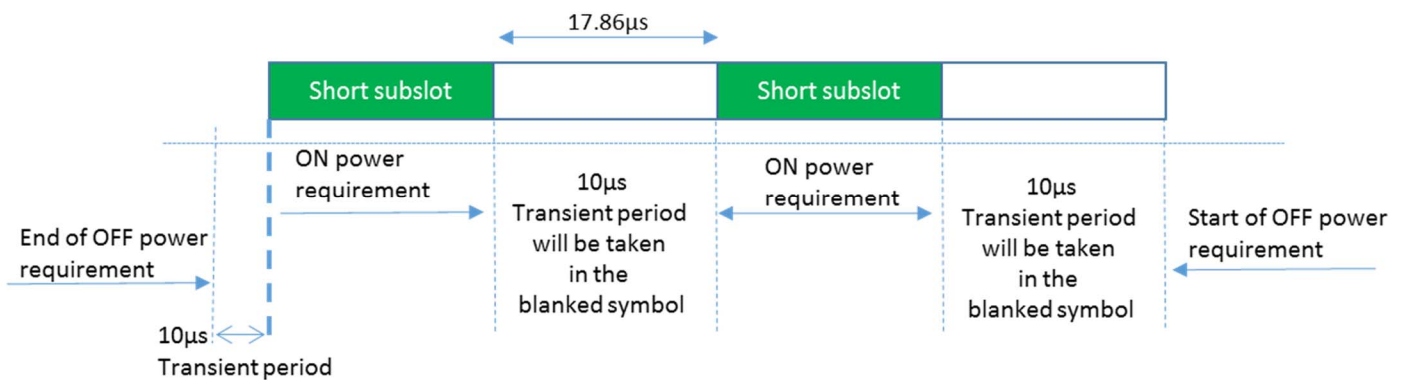 17.86µs
Short subslot
Short subslot
ON power
requirement
10µs
Transient period
will be taken
in the
blanked symbol
ON power
requirement
10µs
Transient period
will be taken
in the
blanked symbol
End of OFF power
requirement
Start of OFF power
requirement
10µs
Transient period